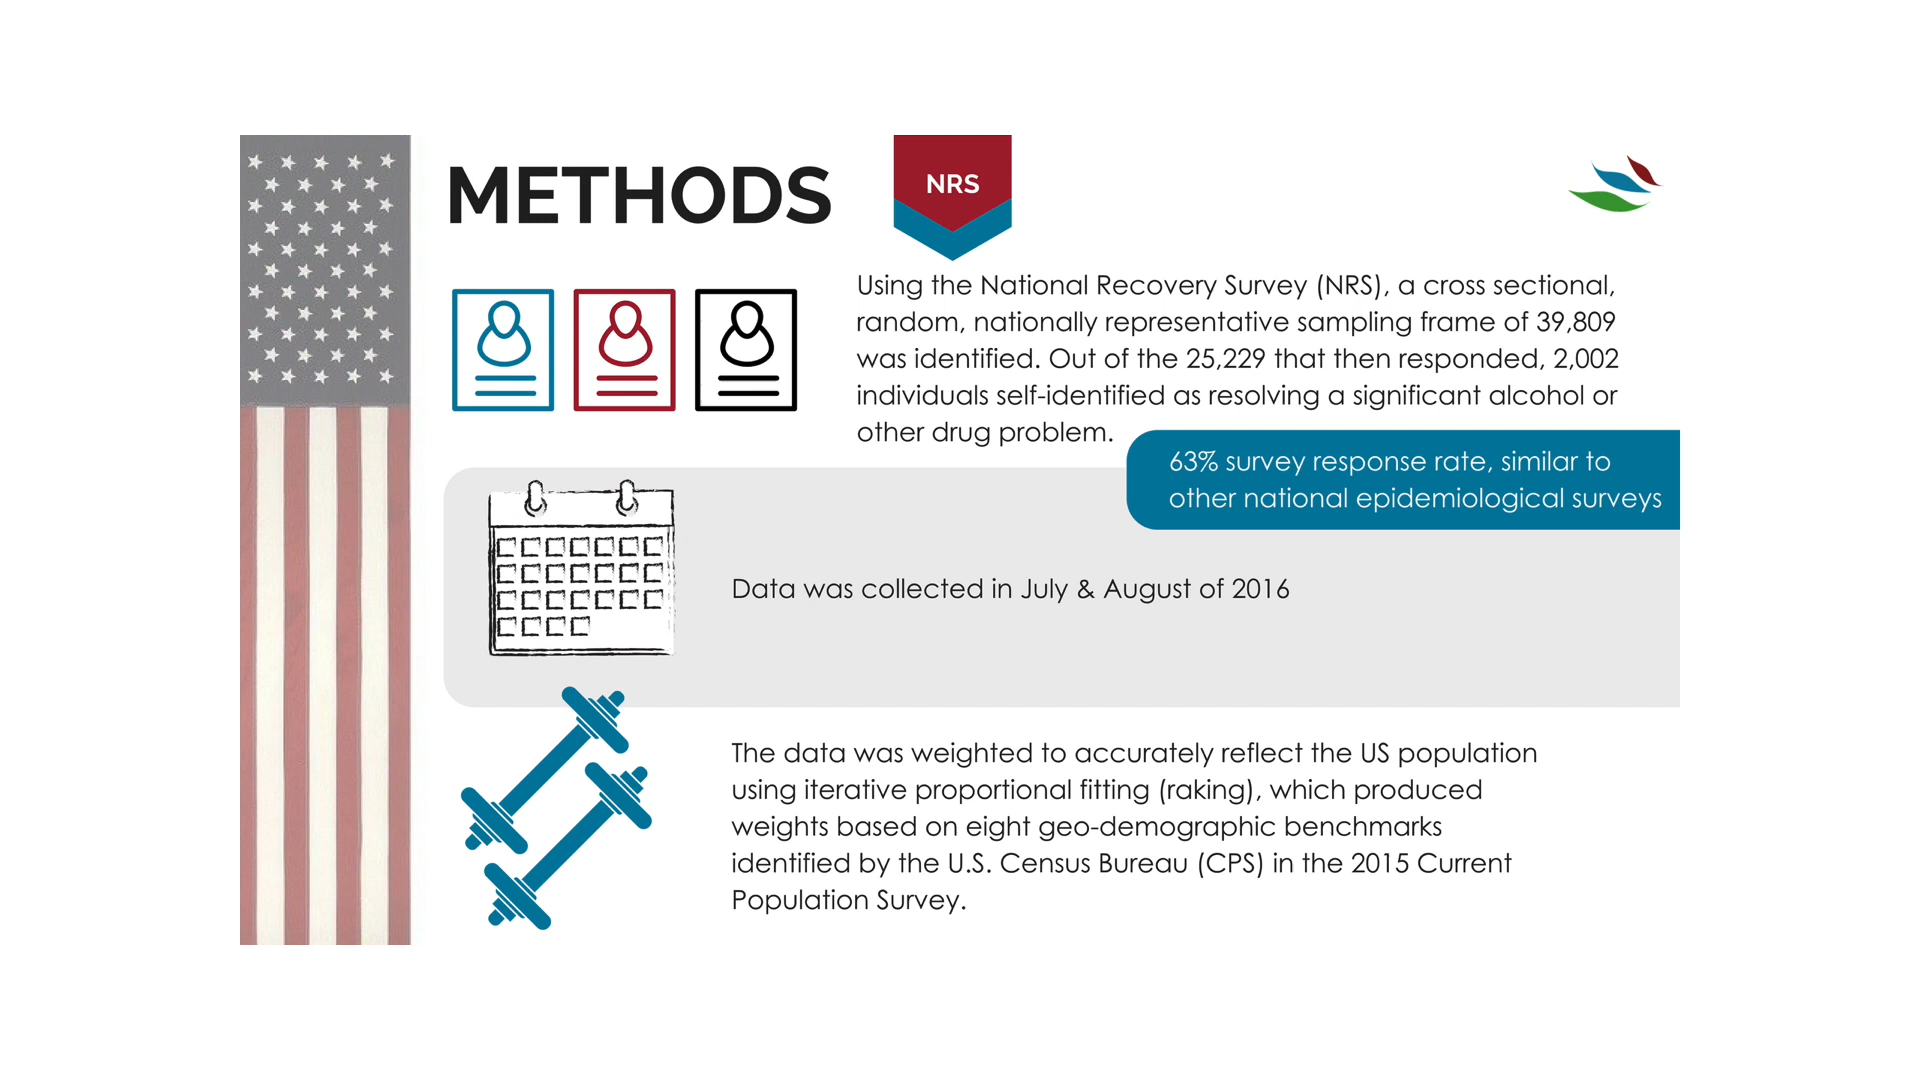 METHODS
NRS
Using the National Recovery Survey (NRS), a cross sectional,
random, nationally representative sampling frame of 39,809
was identified. Out of the 25,229 that then responded, 2,002
individuals self-identified as resolving a significant alcohol or
other drug problem.
63% survey response rate, similar to
other national epidemiological surveys
Data was collected in July & August of 2016
The data was weighted to accurately reflect the US population
using iterative proportional fitting (raking), which produced
weights based on eight geo-demographic benchmarks
identified by the U.S. Census Bureau (CPS) in the 2015 Current
Population Survey.